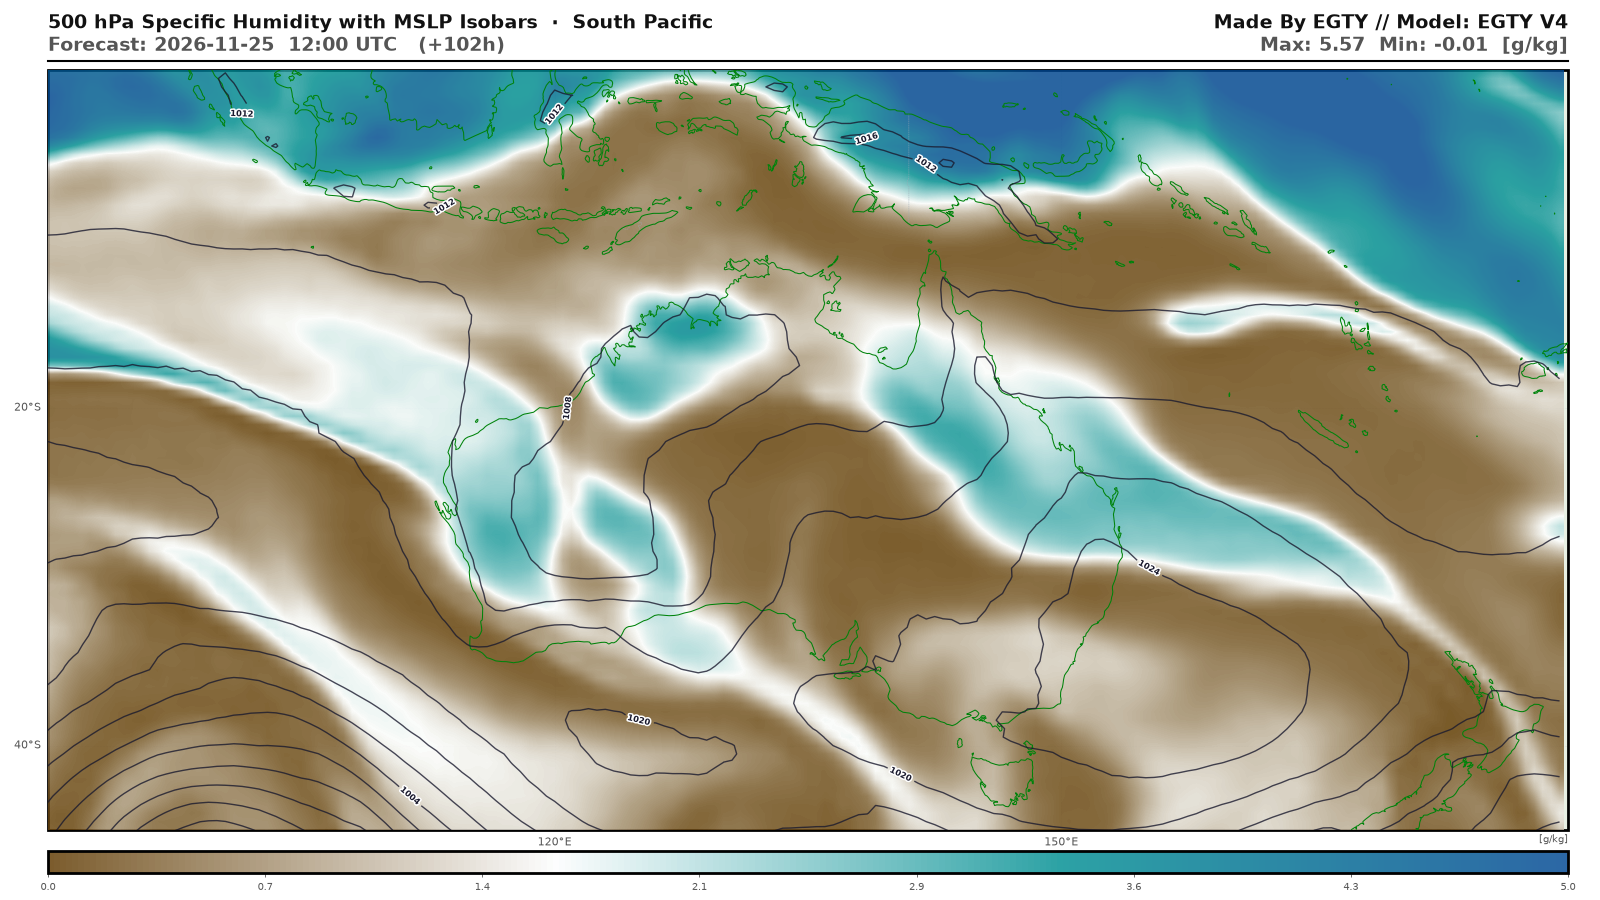 500 hPa Specific Humidity with MSLP Isobars · South Pacific
Made By EGTY // Model: EGTY V4
Forecast: 2026-11-25 12:00 UTC (+102h)
Max: 5.57 Min: -0.01 [g/kg]
1012
1012
1016
1012
1012
1008
20°S
1024
1020
40°S
1020
1004
120°E
150°E
[g/kg]
0.0 0.7 1.4 2.1 2.9 3.6 4.3 5.0